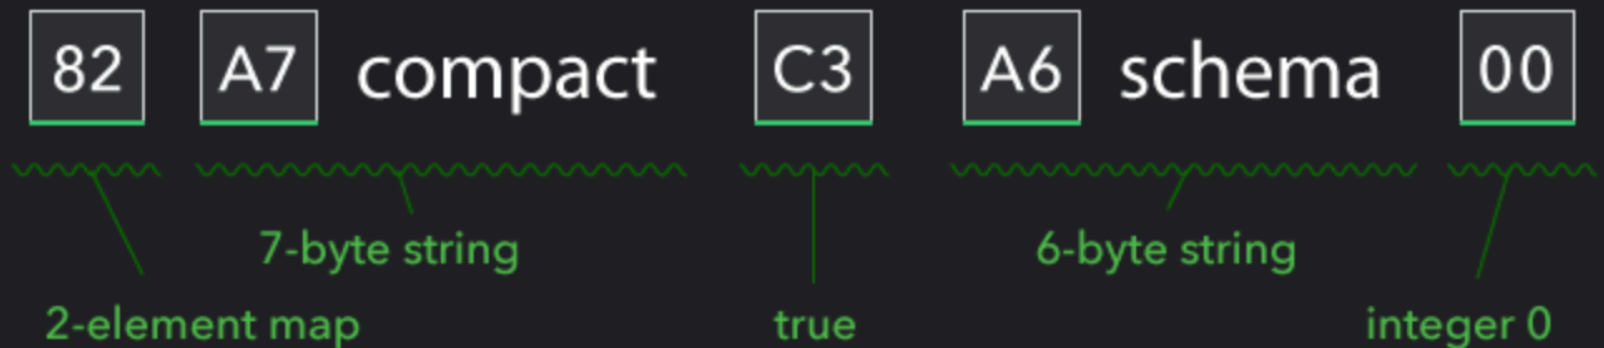 82 A7 compact C3 A6 schema 00
7-byte string 6-byte string
2-element map true integer 0